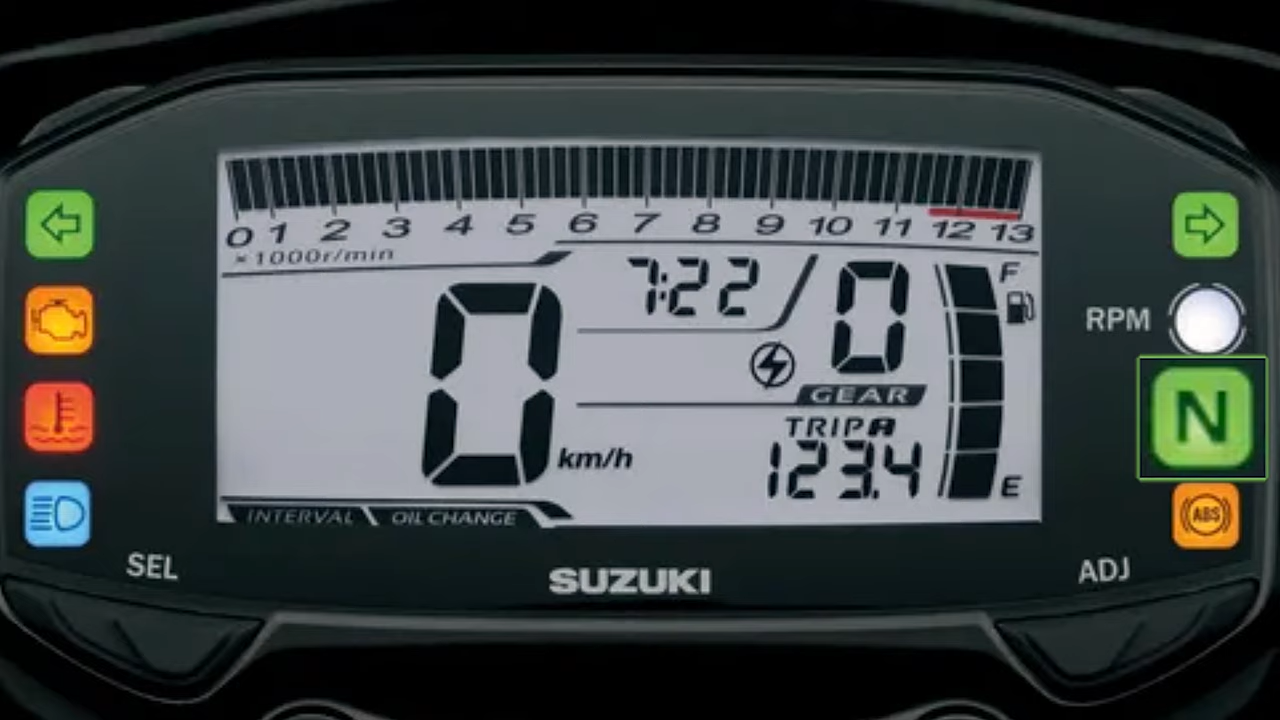 0 1 2 3 4 5 6 7 8 9 10 11 12 13
×1000r/min
7:22
0
F
GEAR
RPM
N
0
km/h
TRIP A
123.4
E
ABS
INTERVAL
OIL CHANGE
SEL
SUZUKI
ADJ